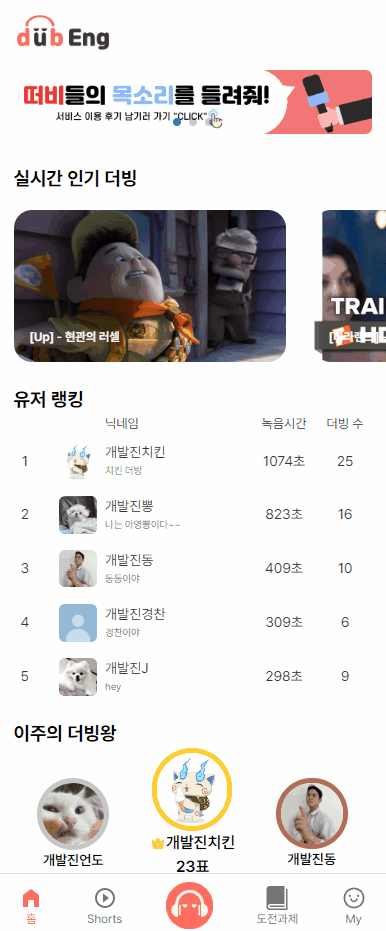 düb Eng
떠비들의 목소리를 들려줘!
서비스 이용 후기 남기러 가기 "CLICK"
실시간 인기 더빙
[Up] - 현관의 러셀
TRAI
HD
유저 랭킹
닉네임 녹음시간 더빙 수
1 개발진치킨 1074초 25
치킨 더빙
2 개발진뽕 823초 16
나는 아영뽕이다~~
3 개발진동 409초 10
동동이야
4 개발진경찬 309초 6
경찬이야
5 개발진J 298초 9
hey
이주의 더빙왕
개발진언도 개발진치킨 개발진동
23표
홈 Shorts 도전과제 My